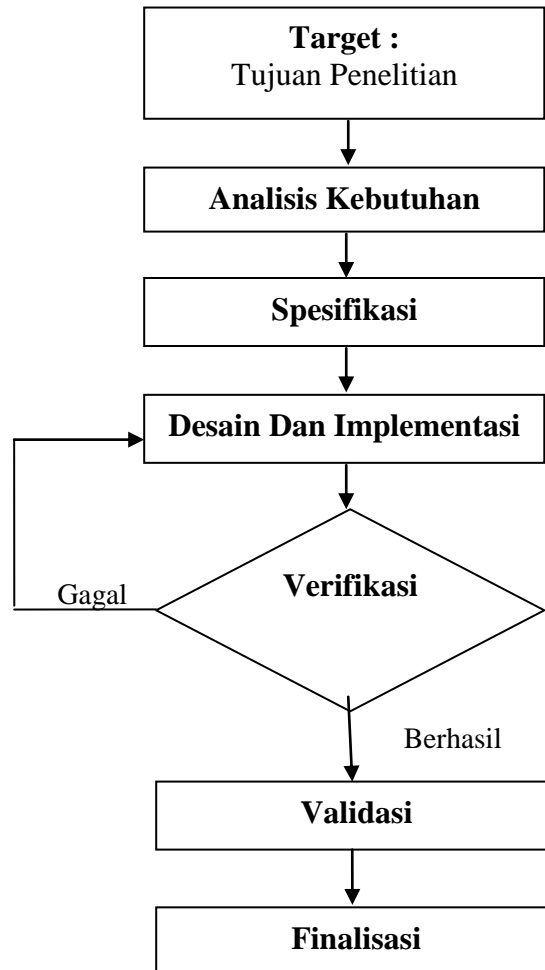 Target :
Tujuan Penelitian
Analisis Kebutuhan
Spesifikasi
Desain Dan Implementasi
Verifikasi
Gagal
Berhasil
Validasi
Finalisasi